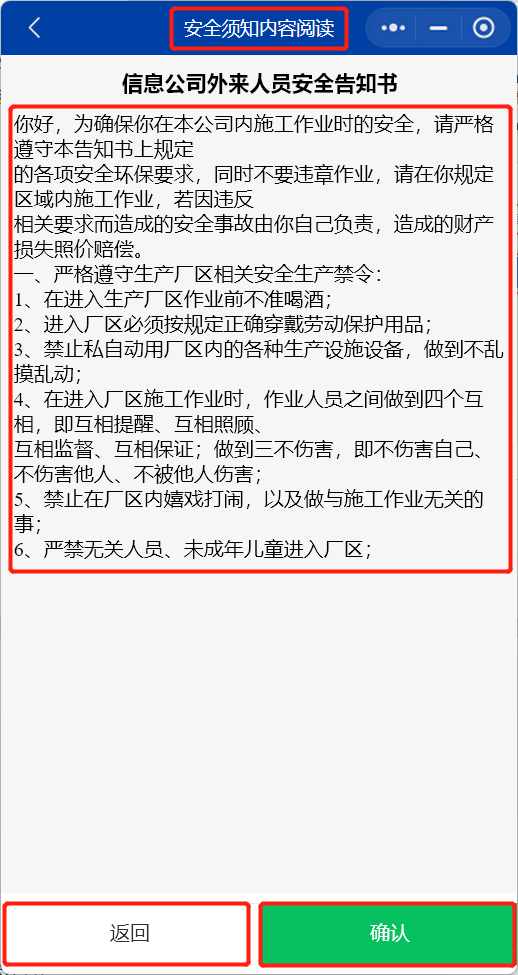 安全须知内容阅读
信息公司外来人员安全告知书
你好，为确保你在本公司内施工作业时的安全，请严格
遵守本告知书上规定
的各项安全环保要求，同时不要违章作业，请在你规定
区域内施工作业，若因违反
相关要求而造成的安全事故由你自己负责，造成的财产
损失照价赔偿。
一、严格遵守生产厂区相关安全生产禁令：
1、在进入生产厂区作业前不准喝酒；
2、进入厂区必须按规定正确穿戴劳动保护用品；
3、禁止私自动用厂区内的各种生产设施设备，做到不乱
摸乱动；
4、在进入厂区施工作业时，作业人员之间做到四个互
相，即互相提醒、互相照顾、
互相监督、互相保证；做到三不伤害，即不伤害自己、
不伤害他人、不被他人伤害；
5、禁止在厂区内嬉戏打闹，以及做与施工作业无关的
事；
6、严禁无关人员、未成年儿童进入厂区；
返回
确认